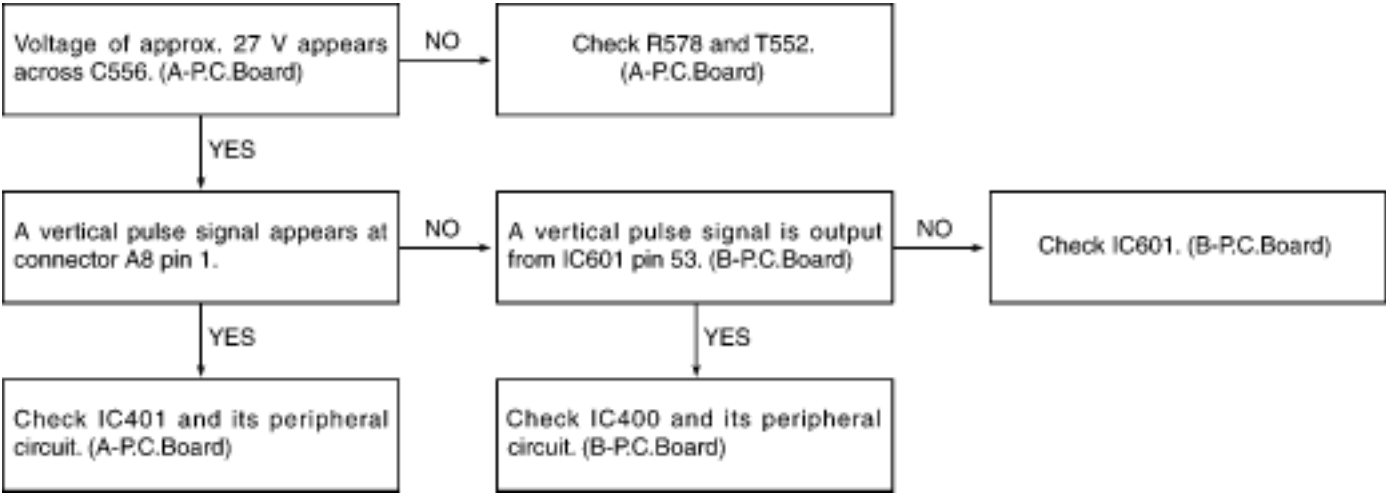 Voltage of approx. 27 V appears
across C556. (A-P.C.Board)
NO
Check R578 and T552.
(A-P.C.Board)
YES
A vertical pulse signal appears at
connector A8 pin 1.
NO
A vertical pulse signal is output
from IC601 pin 53. (B-P.C.Board)
NO
Check IC601. (B-P.C.Board)
YES
YES
Check IC401 and its peripheral
circuit. (A-P.C.Board)
Check IC400 and its peripheral
circuit. (B-P.C.Board)